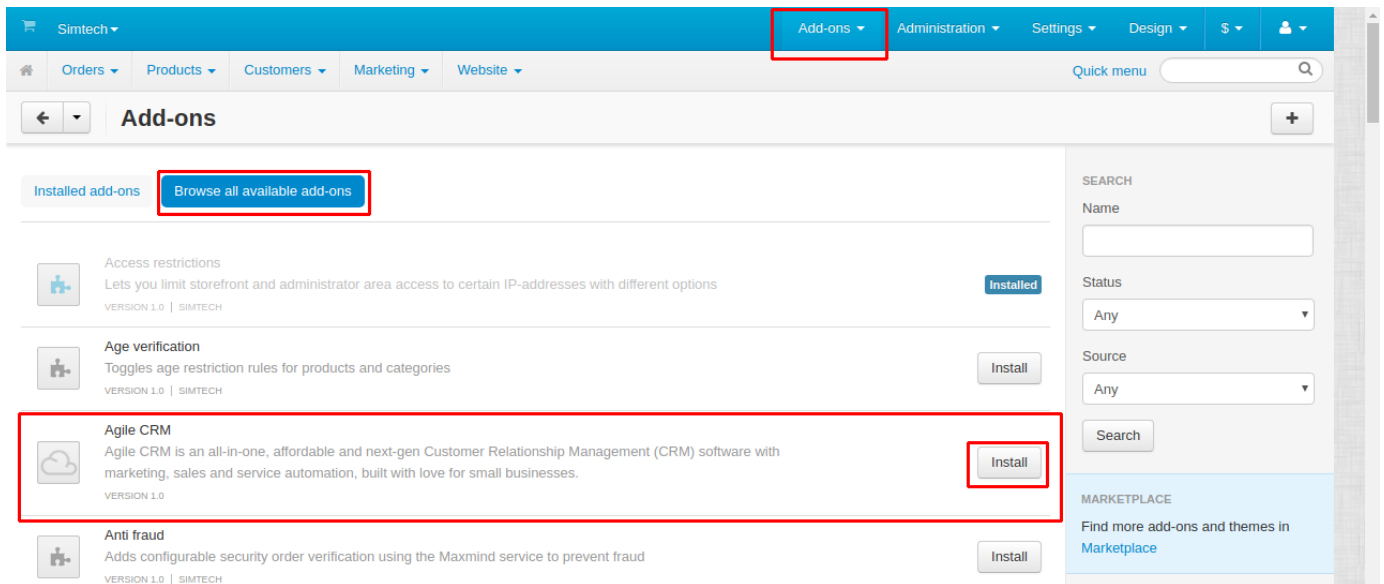 Simtech
Add-ons
Administration
Settings
Design
$
Orders
Products
Customers
Marketing
Website
Quick menu
Add-ons
Installed add-ons
Browse all available add-ons
Access restrictions
Lets you limit storefront and administrator area access to certain IP-addresses with different options
VERSION 1.0 | SIMTECH
Installed
Age verification
Toggles age restriction rules for products and categories
VERSION 1.0 | SIMTECH
Install
Agile CRM
Agile CRM is an all-in-one, affordable and next-gen Customer Relationship Management (CRM) software with
marketing, sales and service automation, built with love for small businesses.
VERSION 1.0
Install
Anti fraud
Adds configurable security order verification using the Maxmind service to prevent fraud
VERSION 1.0 | SIMTECH
Install
SEARCH
Name
Status
Any
Source
Any
Search
MARKETPLACE
Find more add-ons and themes in
Marketplace